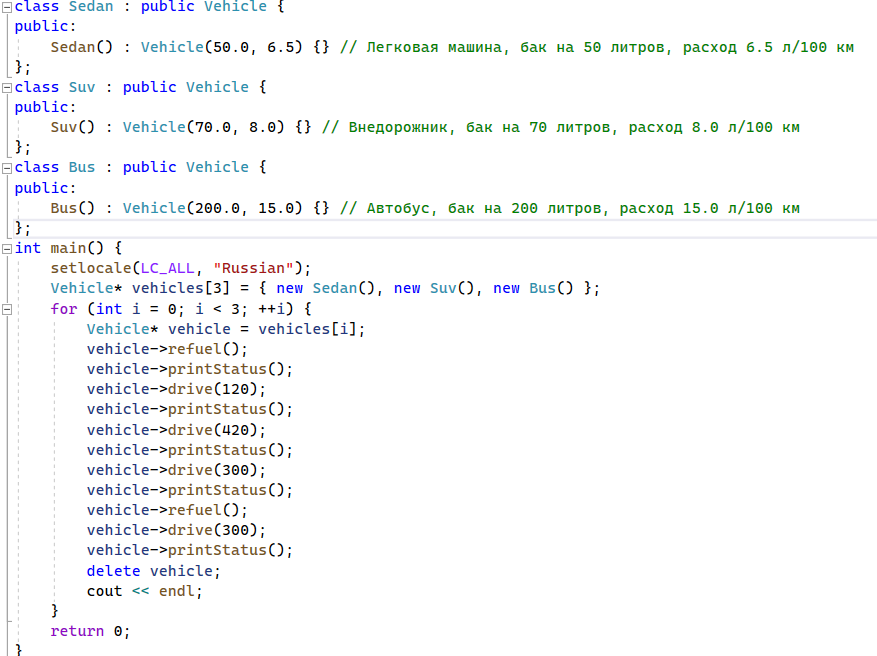 class Sedan : public Vehicle {
public:
    Sedan() : Vehicle(50.0, 6.5) {} // Легковая машина, бак на 50 литров, расход 6.5 л/100 км
};
class Suv : public Vehicle {
public:
    Suv() : Vehicle(70.0, 8.0) {} // Внедорожник, бак на 70 литров, расход 8.0 л/100 км
};
class Bus : public Vehicle {
public:
    Bus() : Vehicle(200.0, 15.0) {} // Автобус, бак на 200 литров, расход 15.0 л/100 км
};
int main() {
    setlocale(LC_ALL, "Russian");
    Vehicle* vehicles[3] = { new Sedan(), new Suv(), new Bus() };
    for (int i = 0; i < 3; ++i) {
        Vehicle* vehicle = vehicles[i];
        vehicle->refuel();
        vehicle->printStatus();
        vehicle->drive(120);
        vehicle->printStatus();
        vehicle->drive(420);
        vehicle->printStatus();
        vehicle->drive(300);
        vehicle->printStatus();
        vehicle->refuel();
        vehicle->drive(300);
        vehicle->printStatus();
        delete vehicle;
        cout << endl;
    }
    return 0;
}